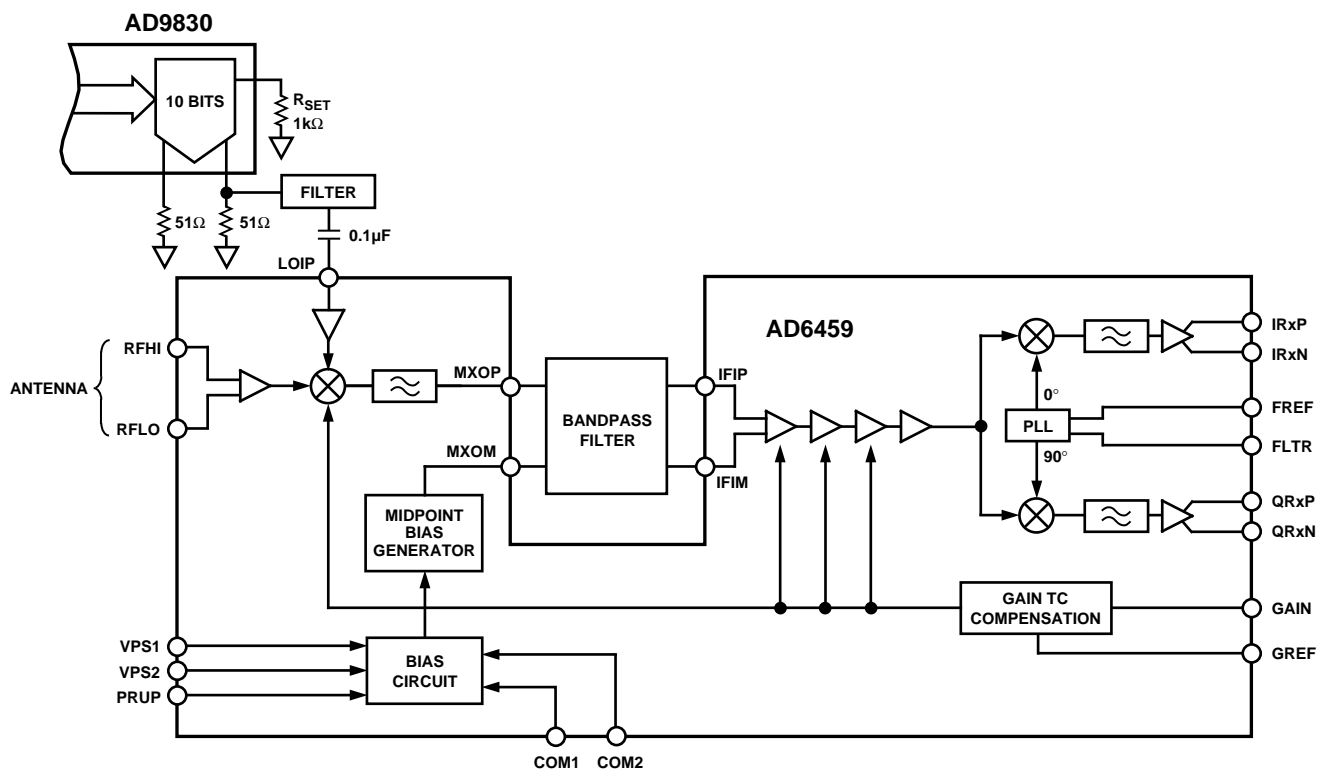 AD9830
10 BITS
RSET
1kΩ
FILTER
51Ω
51Ω
0.1µF
LOIP
AD6459
RFHI
ANTENNA
RFLO
MXOP
MXOM
BANDPASS
FILTER
IFIP
IFIM
0°
PLL
90°
IRxP
IRxN
FREF
FLTR
QRxP
QRxN
MIDPOINT
BIAS
GENERATOR
GAIN TC
COMPENSATION
GAIN
GREF
VPS1
VPS2
PRUP
BIAS
CIRCUIT
COM1
COM2